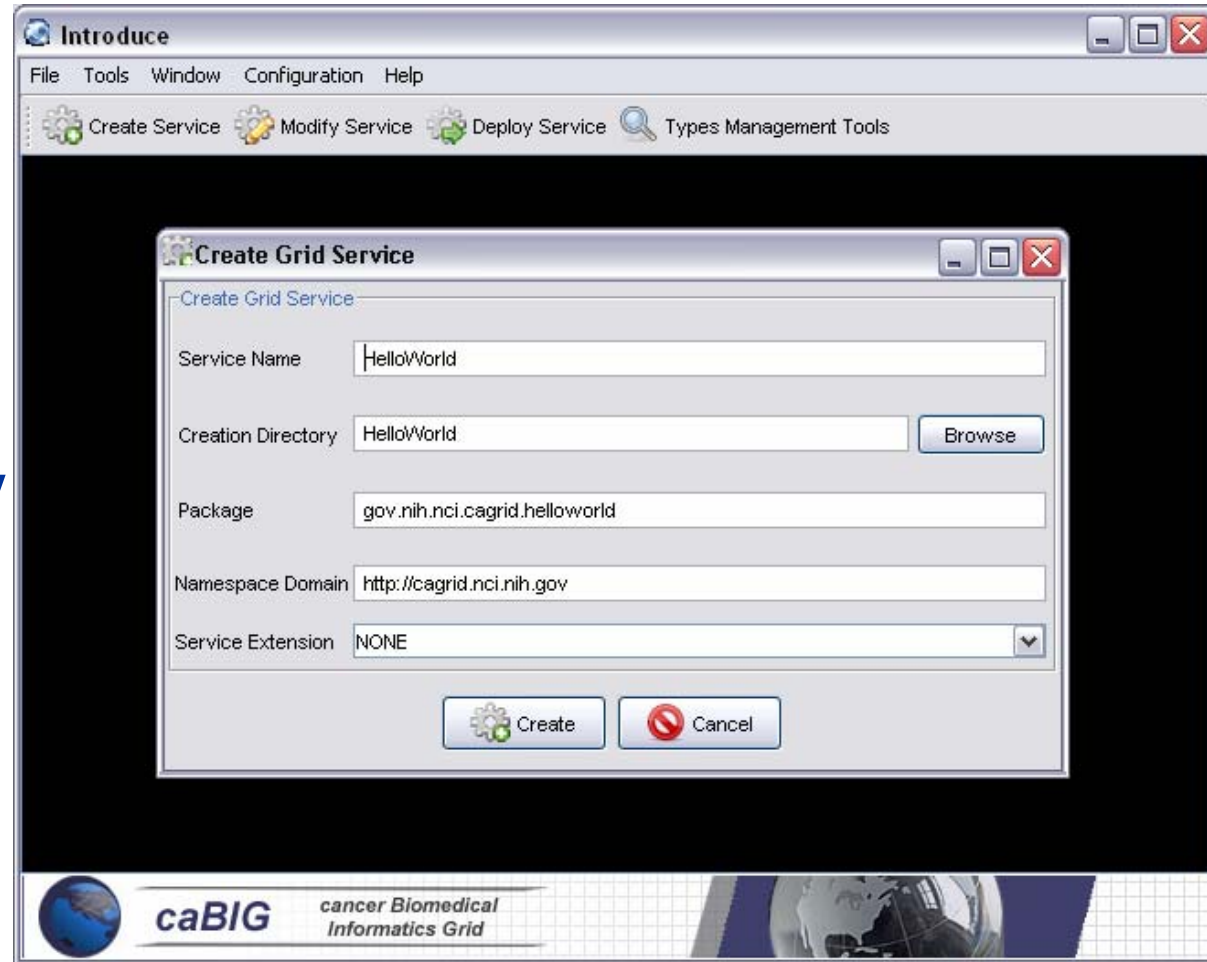 Introduce
File Tools Window Configuration Help
Create Service Modify Service Deploy Service Types Management Tools
Create Grid Service
Create Grid Service
Service Name HelloWorld
Creation Directory HelloWorld Browse
Package gov.nih.nci.cagrid.helloworld
Namespace Domain http://cagrid.nci.nih.gov
Service Extension NONE
Create Cancel
caBIG cancer Biomedical
Informatics Grid